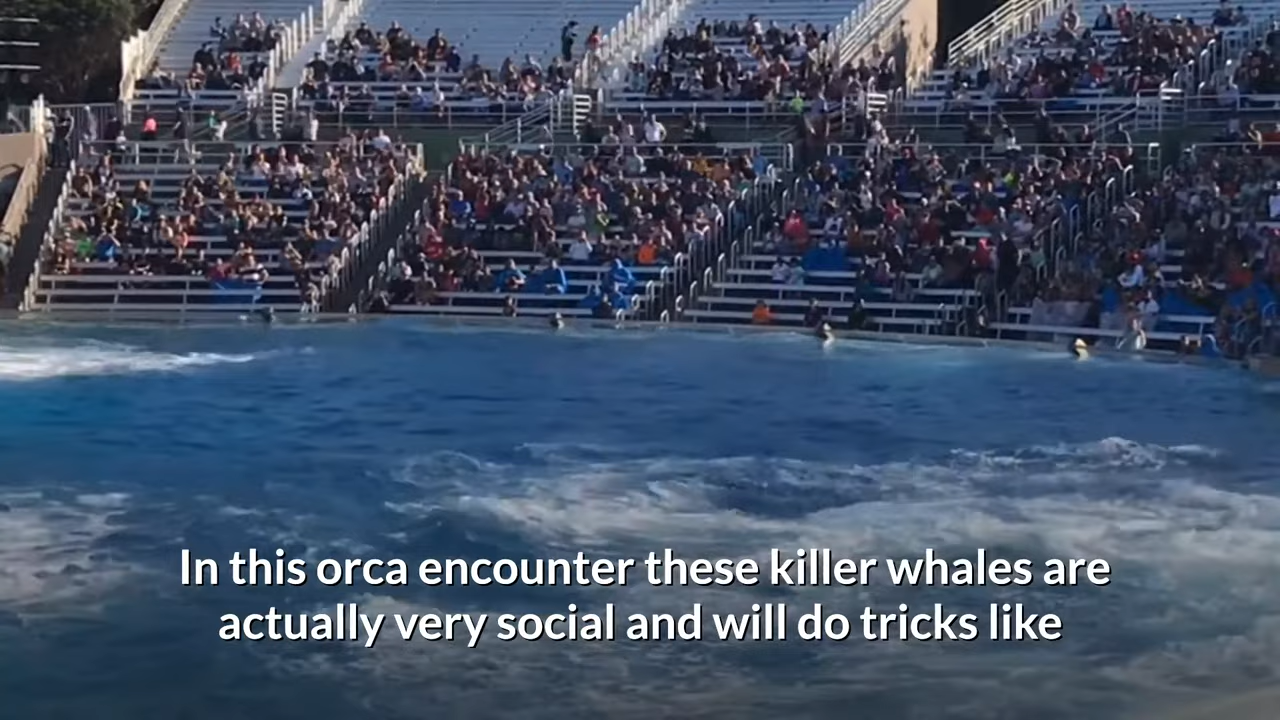 In this orca encounter these killer whales are
actually very social and will do tricks like